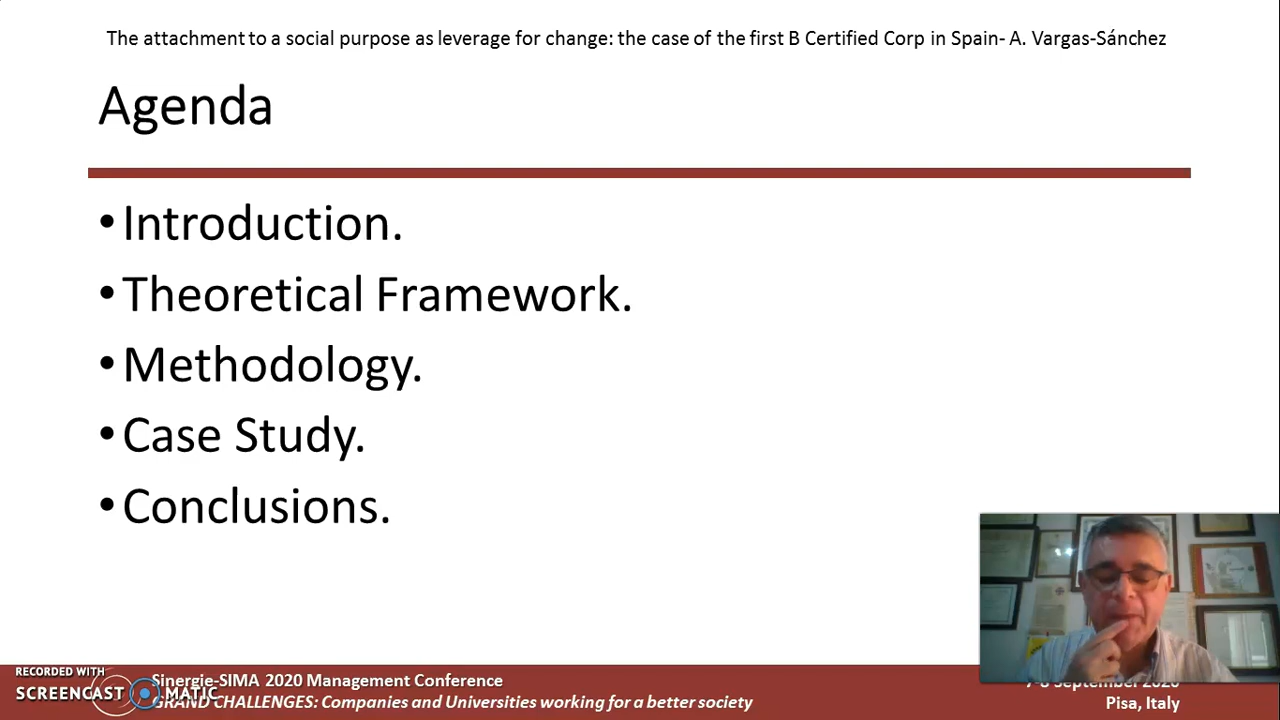 The attachment to a social purpose as leverage for change: the case of the first B Certified Corp in Spain- A. Vargas-Sánchez
Agenda
• Introduction.
• Theoretical Framework.
• Methodology.
• Case Study.
• Conclusions.
RECORDED WITH
SCREENCAST MATIC
Sinergie-SIMA 2020 Management Conference
GRAND CHALLENGES: Companies and Universities working for a better society
September 2020
Pisa, Italy